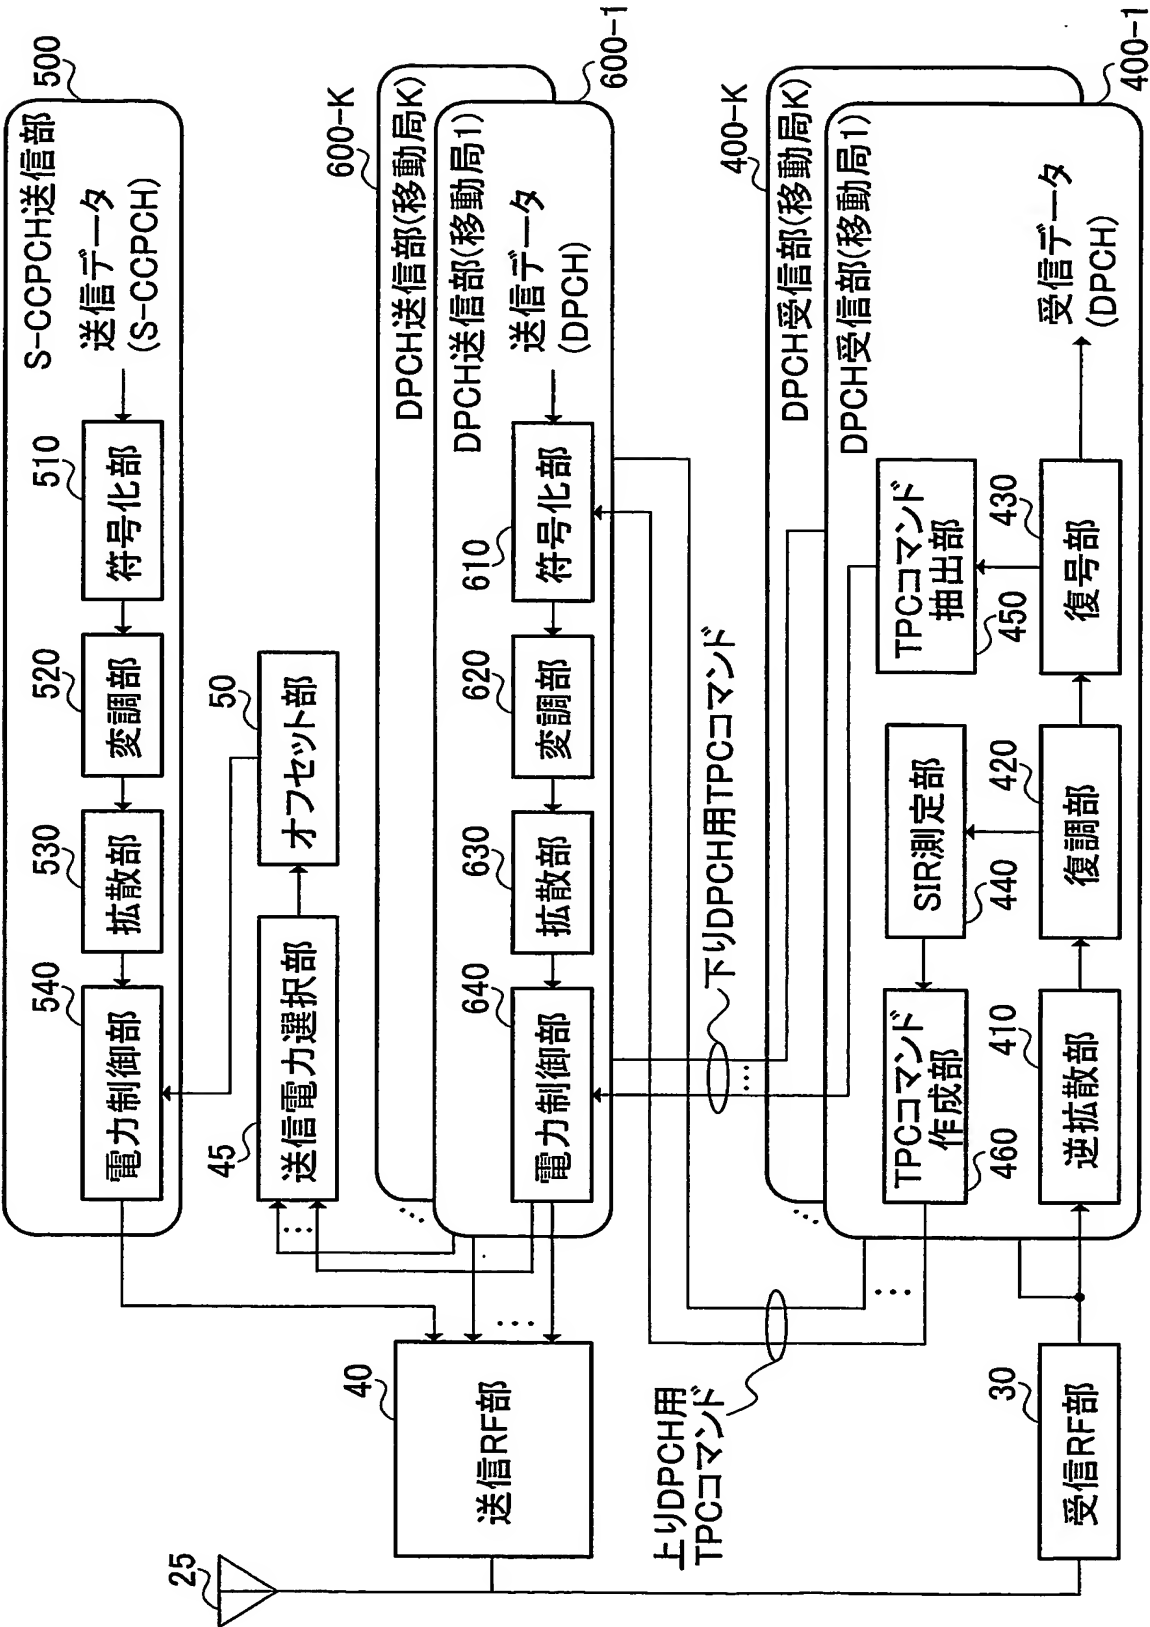 25
40
送信RF部
上りDPCH用
TPCコマンド
30
受信RF部
500
S-CCPCH送信部
送信データ
(S-CCPCH)
510
符号化部
520
変調部
530
拡散部
540
電力制御部
50
オフセット部
45
送信電力選択部
600-K
DPCH送信部(移動局K)
600-1
DPCH送信部(移動局1)
送信データ
(DPCH)
610
符号化部
620
変調部
630
拡散部
640
電力制御部
下りDPCH用TPCコマンド
400-K
DPCH受信部(移動局K)
400-1
DPCH受信部(移動局1)
受信データ
(DPCH)
TPCコマンド
抽出部
450
430
復号部
SIR測定部
440
420
復調部
TPCコマンド
作成部
460
410
逆拡散部